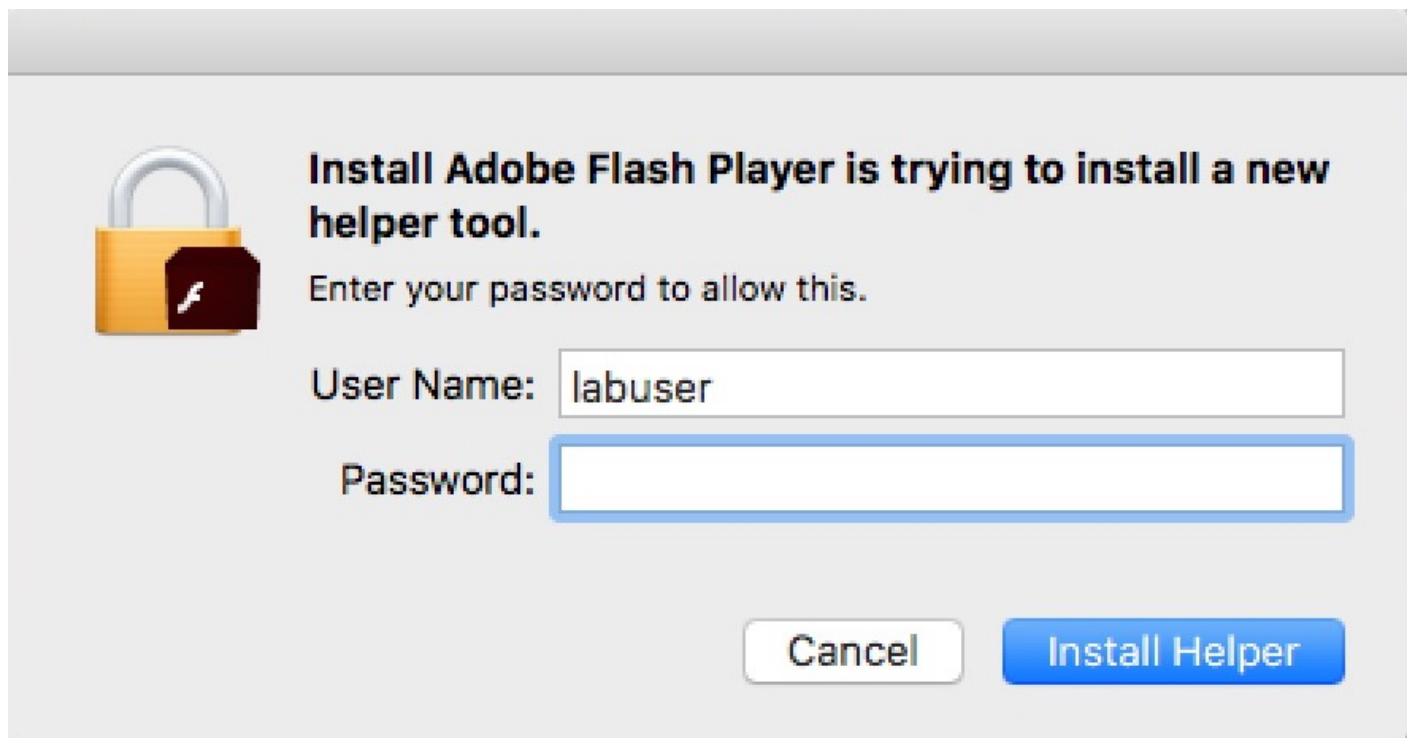 Install Adobe Flash Player is trying to install a new
helper tool.
Enter your password to allow this.
User Name: labuser
Password:
Cancel Install Helper